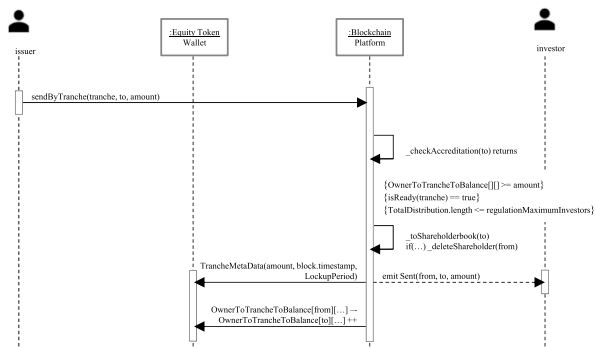 :Equity Token
Wallet
:Blockchain
Platform
issuer
investor
sendByTranche(tranche, to, amount)
_checkAccreditation(to) returns
{OwnerToTrancheToBalance[][] >= amount}
{isReady(tranche) == true}
{TotalDistribution.length <= regulationMaximumInvestors}
_toShareholderbook(to)
if(…) _deleteShareholder(from)
TrancheMetaData(amount, block.timestamp,
LockupPeriod)
emit Sent(from, to, amount)
OwnerToTrancheToBalance[from][…] --
OwnerToTrancheToBalance[to][…] ++